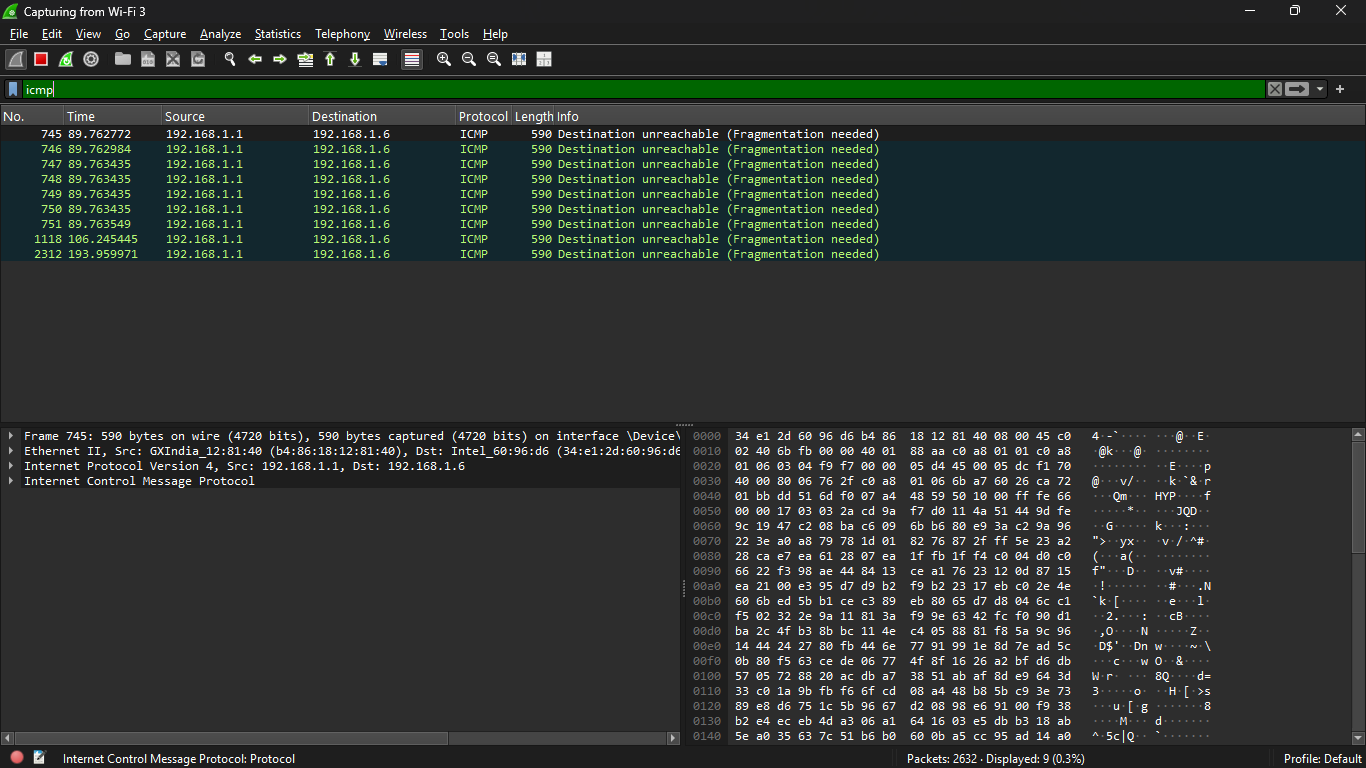 Capturing from Wi-Fi 3
File Edit View Go Capture Analyze Statistics Telephony Wireless Tools Help
icmp
No. Time Source Destination Protocol Length Info
745 89.762772 192.168.1.1 192.168.1.6 ICMP 590 Destination unreachable (Fragmentation needed)
746 89.762984 192.168.1.1 192.168.1.6 ICMP 590 Destination unreachable (Fragmentation needed)
747 89.763435 192.168.1.1 192.168.1.6 ICMP 590 Destination unreachable (Fragmentation needed)
748 89.763435 192.168.1.1 192.168.1.6 ICMP 590 Destination unreachable (Fragmentation needed)
749 89.763435 192.168.1.1 192.168.1.6 ICMP 590 Destination unreachable (Fragmentation needed)
750 89.763435 192.168.1.1 192.168.1.6 ICMP 590 Destination unreachable (Fragmentation needed)
751 89.763549 192.168.1.1 192.168.1.6 ICMP 590 Destination unreachable (Fragmentation needed)
1118 106.245445 192.168.1.1 192.168.1.6 ICMP 590 Destination unreachable (Fragmentation needed)
2312 193.959971 192.168.1.1 192.168.1.6 ICMP 590 Destination unreachable (Fragmentation needed)
Frame 745: 590 bytes on wire (4720 bits), 590 bytes captured (4720 bits) on interface \Device\
Ethernet II, Src: GXIndia_12:81:40 (b4:86:18:12:81:40), Dst: Intel_60:96:d6 (34:e1:2d:60:96:d6
Internet Protocol Version 4, Src: 192.168.1.1, Dst: 192.168.1.6
Internet Control Message Protocol
0000 34 e1 2d 60 96 d6 b4 86 18 12 81 40 08 00 45 c0 4·-`···· ···@··E·
0010 02 40 6b fb 00 00 40 01 88 aa c0 a8 01 01 c0 a8 ·@k···@· ········
0020 01 06 03 04 f9 f7 00 00 05 d4 45 00 05 dc f1 70 ········ ··E····p
0030 40 00 80 06 76 2f c0 a8 01 06 6b a7 60 26 ca 72 @···v/·· ··k·`&·r
0040 01 bb dd 51 6d f0 07 a4 48 59 50 10 00 ff fe 66 ···Qm··· HYP····f
0050 00 00 17 03 03 2a cd 9a f7 d0 11 4a 51 44 9d fe ·····*·· ···JQD··
0060 9c 19 47 c2 08 ba c6 09 6b b6 80 e9 3a c2 9a 96 ··G····· k···:···
0070 22 3e a0 a8 79 78 1d 01 82 76 87 2f ff 5e 23 a2 ">··yx·· ·v·/·^#·
0080 28 ca e7 ea 61 28 07 ea 1f fb 1f f4 c0 04 d0 c0 (···a(·· ········
0090 66 22 f3 98 ae 44 84 13 ce a1 76 23 12 0d 87 15 f"···D·· ··v#····
00a0 ea 21 00 e3 95 d7 d9 b2 f9 b2 23 17 eb c0 2e 4e ·!······ ··#···.N
00b0 60 6b ed 5b b1 ce c3 89 eb 80 65 d7 d8 04 6c c1 `k·[···· ··e···l·
00c0 f5 02 32 2e 9a 11 81 3a f9 9e 63 42 fc f0 90 d1 ··2.···: ··cB····
00d0 ba 2c 4f b3 8b bc 11 4e c4 05 88 81 f8 5a 9c 96 ·,O····N ·····Z··
00e0 14 44 24 27 80 fb 44 6e 77 91 99 1e 8d 7e ad 5c ·D$'··Dn w····~·\
00f0 0b 80 f5 63 ce de 06 77 4f 8f 16 26 a2 bf d6 db ···c···w O··&····
0100 57 05 72 88 20 ac db a7 38 51 ab af 8d e9 64 3d W·r· ··· 8Q····d=
0110 33 c0 1a 9b fb f6 6f cd 08 a4 48 b8 5b c9 3e 73 3·····o· ··H·[·>s
0120 89 e8 d6 75 1c 5b 96 67 d2 08 98 e6 91 00 f9 38 ···u·[·g ·······8
0130 b2 e4 ec eb 4d a3 06 a1 64 16 03 e5 db b3 18 ab ····M··· d·······
0140 5e a0 35 63 7c 51 b6 b0 60 0b a5 cc 95 ad 14 a0 ^·5c|Q·· `·······
Internet Control Message Protocol: Protocol
Packets: 2632 · Displayed: 9 (0.3%)
Profile: Default